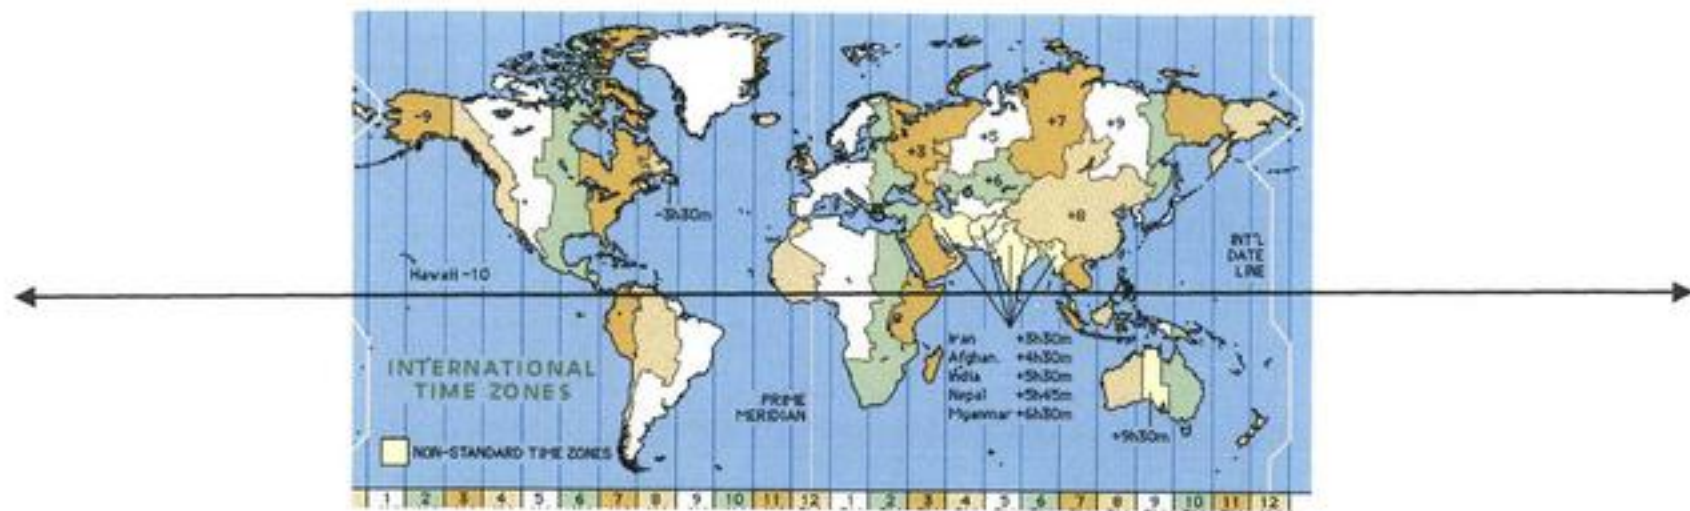 -9
+3
+5
+7
+9
+6
+8
-3h30m
Hawaii -10
INT'L
DATE
LINE
INTERNATIONAL
TIME ZONES
PRIME
MERIDIAN
Iran +3h30m
Afghan. +4h30m
India +5h30m
Nepal +5h45m
Myanmar +6h30m
+9h30m
NON-STANDARD TIME ZONES
1 2 3 4 5 6 7 8 9 10 11 12 1 2 3 4 5 6 7 8 9 10 11 12